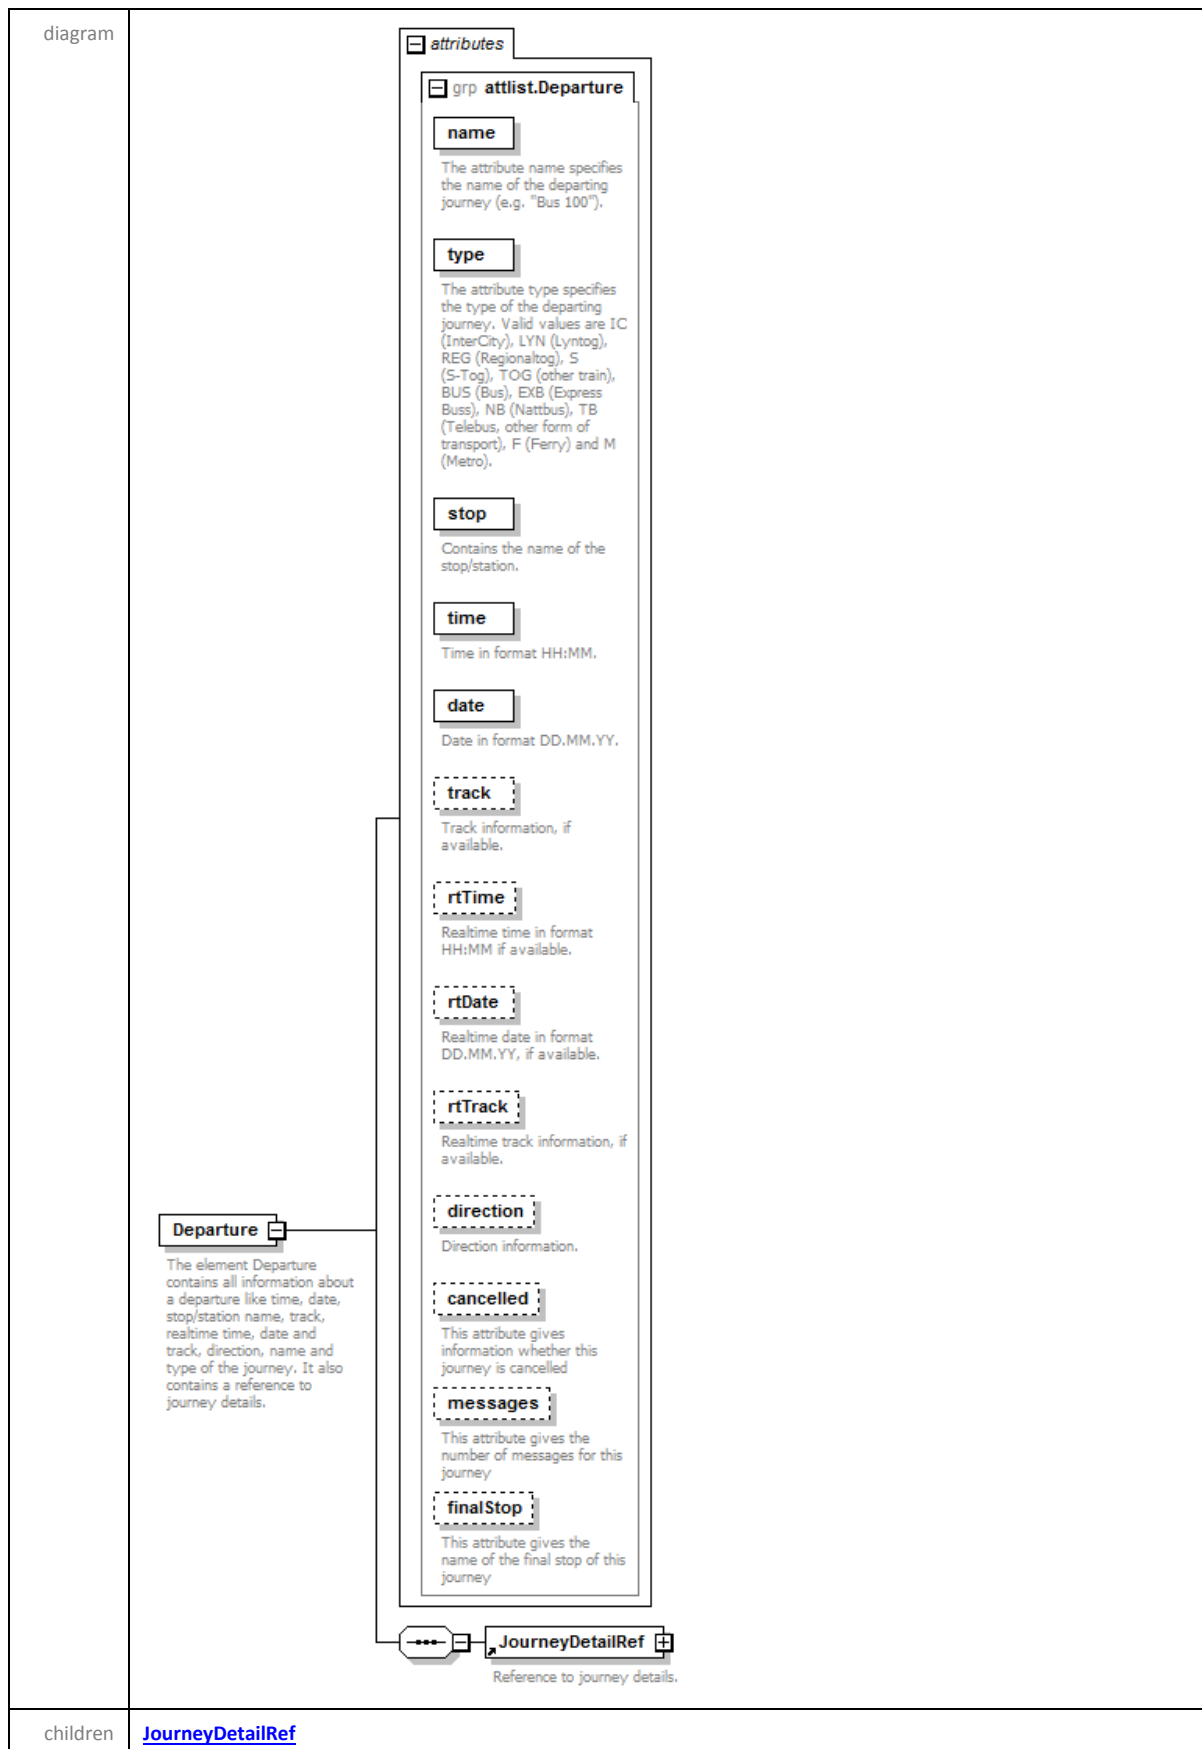 diagram
attributes
grp attlist.Departure
name
The attribute name specifies
the name of the departing
journey (e.g. "Bus 100").
type
The attribute type specifies
the type of the departing
journey. Valid values are IC
(InterCity), LYN (Lyntog),
REG (Regionaltog), S
(S-Tog), TOG (other train),
BUS (Bus), EXB (Express
Buss), NB (Nattbus), TB
(Telebus, other form of
transport), F (Ferry) and M
(Metro).
stop
Contains the name of the
stop/station.
time
Time in format HH:MM.
date
Date in format DD.MM.YY.
track
Track information, if
available.
rtTime
Realtime time in format
HH:MM if available.
rtDate
Realtime date in format
DD.MM.YY, if available.
rtTrack
Realtime track information, if
available.
direction
Direction information.
cancelled
This attribute gives
information whether this
journey is cancelled
messages
This attribute gives the
number of messages for this
journey
finalStop
This attribute gives the
name of the final stop of this
journey
Departure
The element Departure
contains all information about
a departure like time, date,
stop/station name, track,
realtime time, date and
track, direction, name and
type of the journey. It also
contains a reference to
journey details.
JourneyDetailRef
Reference to journey details.
children
JourneyDetailRef